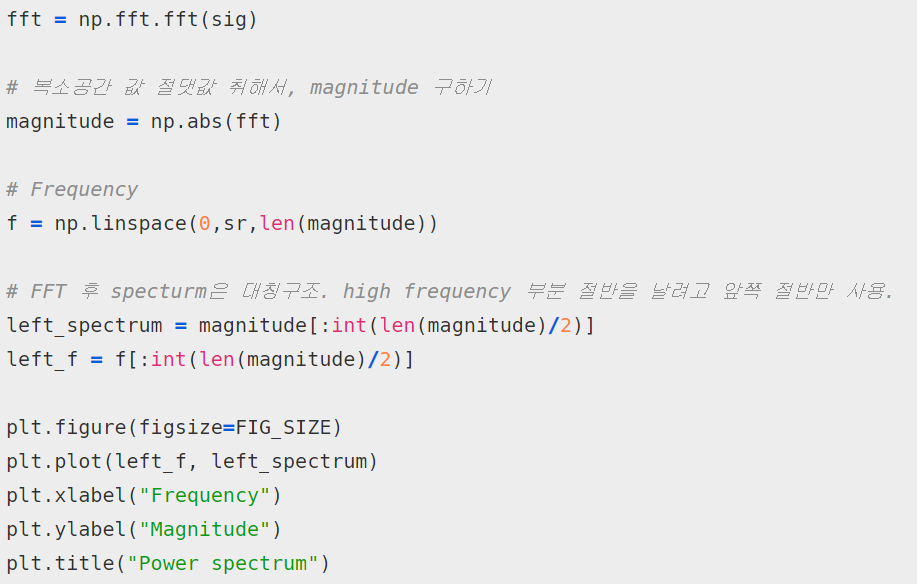 fft = np.fft.fft(sig)
# 복소공간 값 절댓값 취해서, magnitude 구하기
magnitude = np.abs(fft)
# Frequency
f = np.linspace(0,sr,len(magnitude))
# FFT 후 specturm은 대칭구조. high frequency 부분 절반을 날려고 앞쪽 절반만 사용.
left_spectrum = magnitude[:int(len(magnitude)/2)]
left_f = f[:int(len(magnitude)/2)]
plt.figure(figsize=FIG_SIZE)
plt.plot(left_f, left_spectrum)
plt.xlabel("Frequency")
plt.ylabel("Magnitude")
plt.title("Power spectrum")